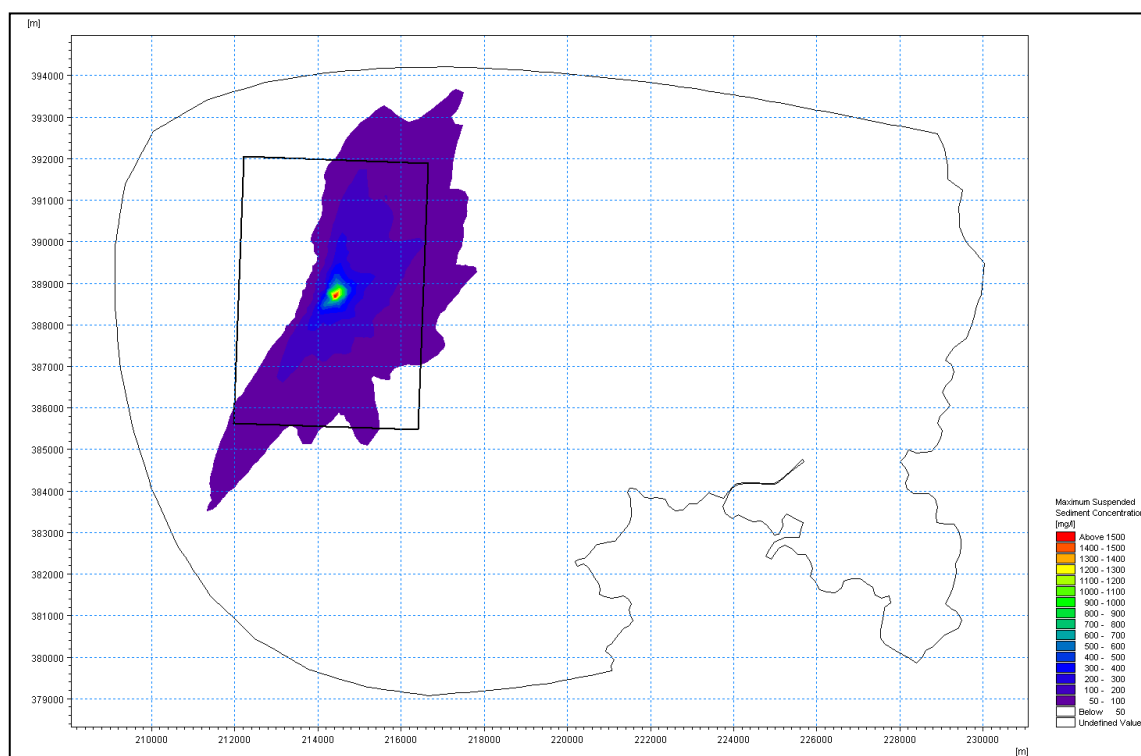 [m]
394000
393000
392000
391000
390000
389000
388000
387000
386000
385000
384000
383000
382000
381000
380000
379000
210000 212000 214000 216000 218000 220000 222000 224000 226000 228000 230000
[m]
Maximum Suspended
Sediment Concentration
[mg/l]
Above 1500
1400 - 1500
1300 - 1400
1200 - 1300
1100 - 1200
1000 - 1100
900 - 1000
800 - 900
700 - 800
600 - 700
500 - 600
400 - 500
300 - 400
200 - 300
100 - 200
50 - 100
Below 50
Undefined Value